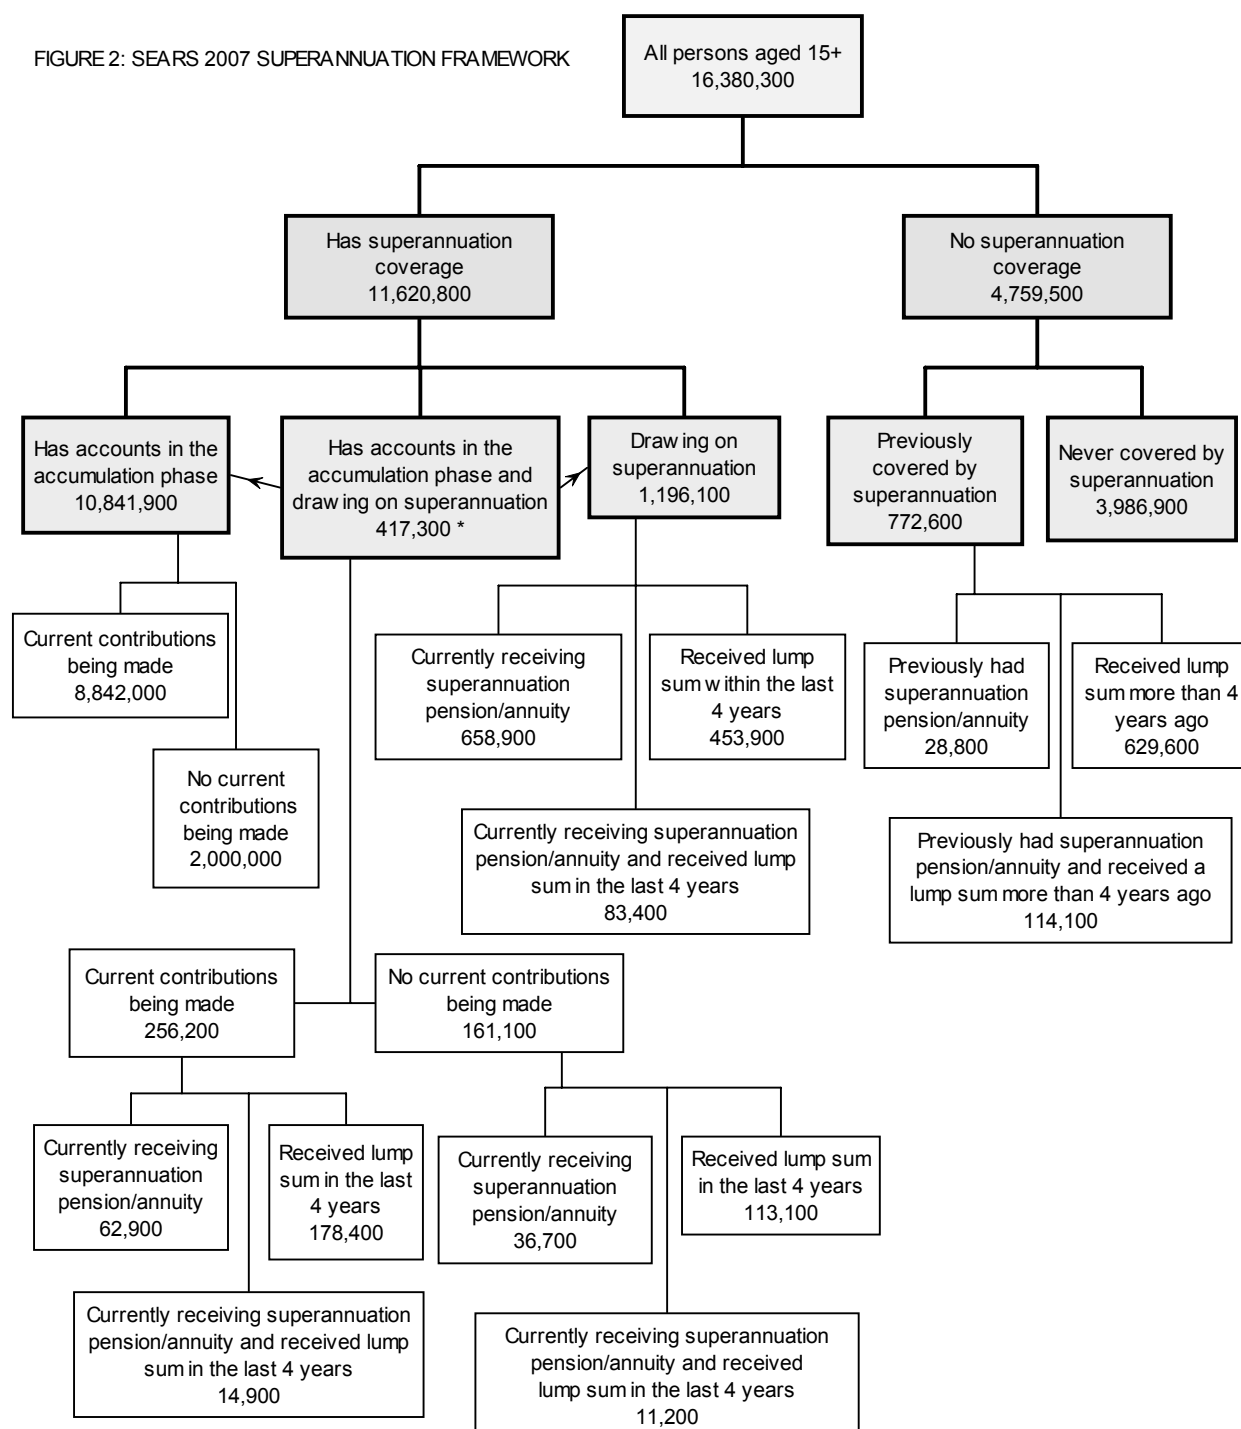 FIGURE 2: SEARS 2007 SUPERANNUATION FRAMEWORK
All persons aged 15+
16,380,300
Has superannuation
coverage
11,620,800
No superannuation
coverage
4,759,500
Has accounts in the
accumulation phase
10,841,900
Has accounts in the
accumulation phase and
drawing on superannuation
417,300 *
Drawing on
superannuation
1,196,100
Previously
covered by
superannuation
772,600
Never covered by
superannuation
3,986,900
Current contributions
being made
8,842,000
No current
contributions
being made
2,000,000
Currently receiving
superannuation
pension/annuity
658,900
Received lump
sum within the last
4 years
453,900
Currently receiving superannuation
pension/annuity and received lump
sum in the last 4 years
83,400
Previously had
superannuation
pension/annuity
28,800
Received lump
sum more than 4
years ago
629,600
Previously had superannuation
pension/annuity and received a
lump sum more than 4 years ago
114,100
Current contributions
being made
256,200
No current contributions
being made
161,100
Currently receiving
superannuation
pension/annuity
62,900
Received lump
sum in the last
4 years
178,400
Currently receiving superannuation
pension/annuity and received lump
sum in the last 4 years
14,900
Currently receiving
superannuation
pension/annuity
36,700
Received lump sum
in the last 4 years
113,100
Currently receiving superannuation
pension/annuity and received
lump sum in the last 4 years
11,200